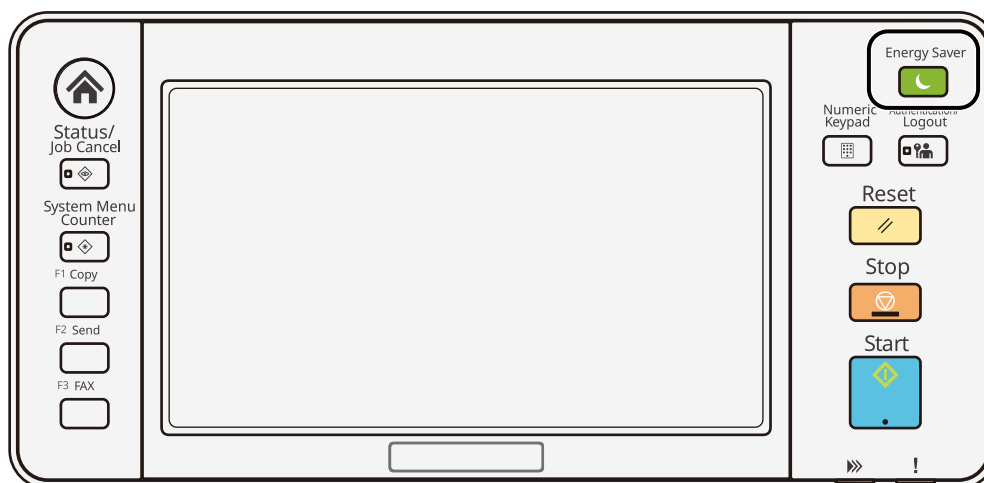 Energy Saver
Numeric
Keypad
Authentication/
Logout
Status/
Job Cancel
System Menu
Counter
F1 Copy
F2 Send
F3 FAX
Reset
Stop
Start
!